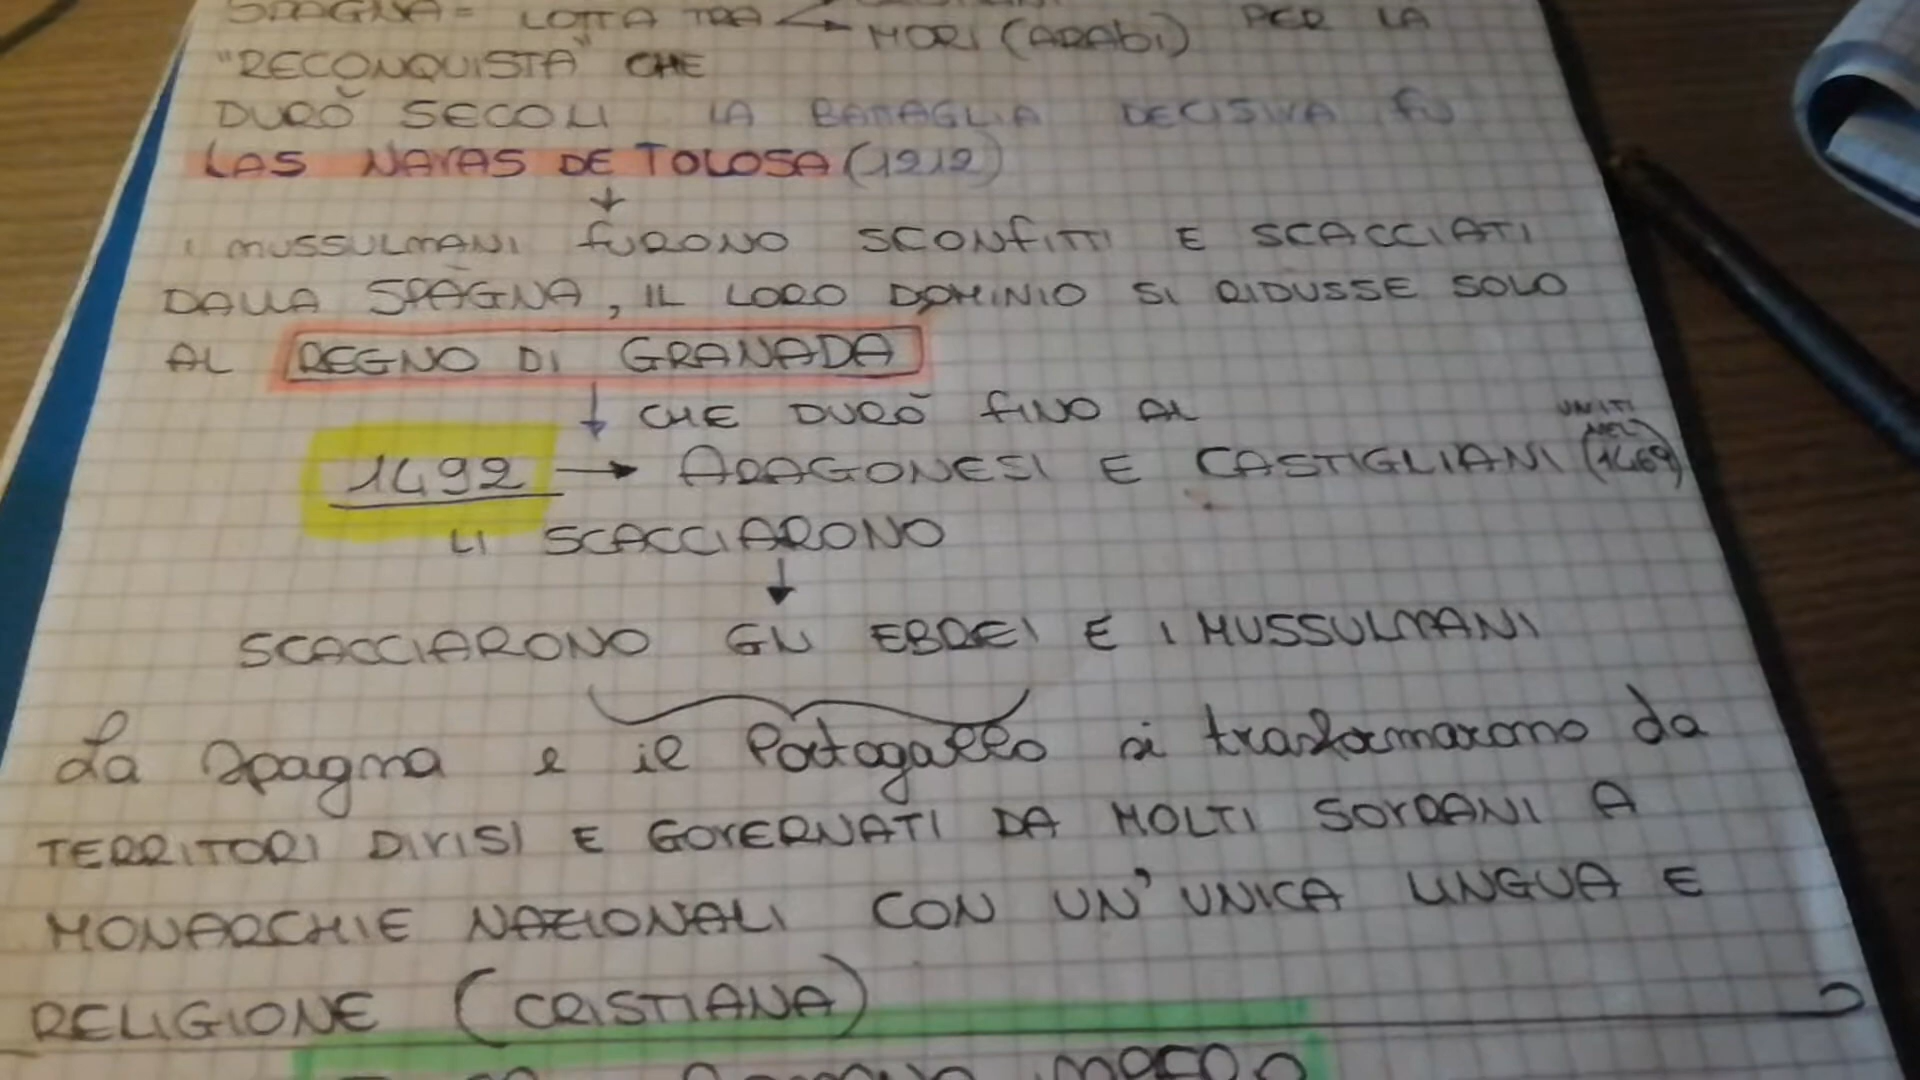 SPAGNA = LOTTA TRA MORI (ARABI) PER LA
"RECONQUISTA" CHE
DURÒ SECOLI LA BATTAGLIA DECISIVA FU
LAS NAVAS DE TOLOSA (1212)
I MUSSULMANI FURONO SCONFITTI E SCACCIATI
DALLA SPAGNA, IL LORO DOMINIO SI RIDUSSE SOLO
AL REGNO DI GRANADA
CHE DURÒ FINO AL
1492 → ARAGONESI E CASTIGLIANI (UNITI NEL 1469)
LI SCACCIARONO
SCACCIARONO GLI EBREI E I MUSSULMANI
La Spagna e il Portogallo si trasformarono da
TERRITORI DIVISI E GOVERNATI DA MOLTI SOVRANI A
MONARCHIE NAZIONALI CON UN'UNICA LINGUA E
RELIGIONE (CRISTIANA)